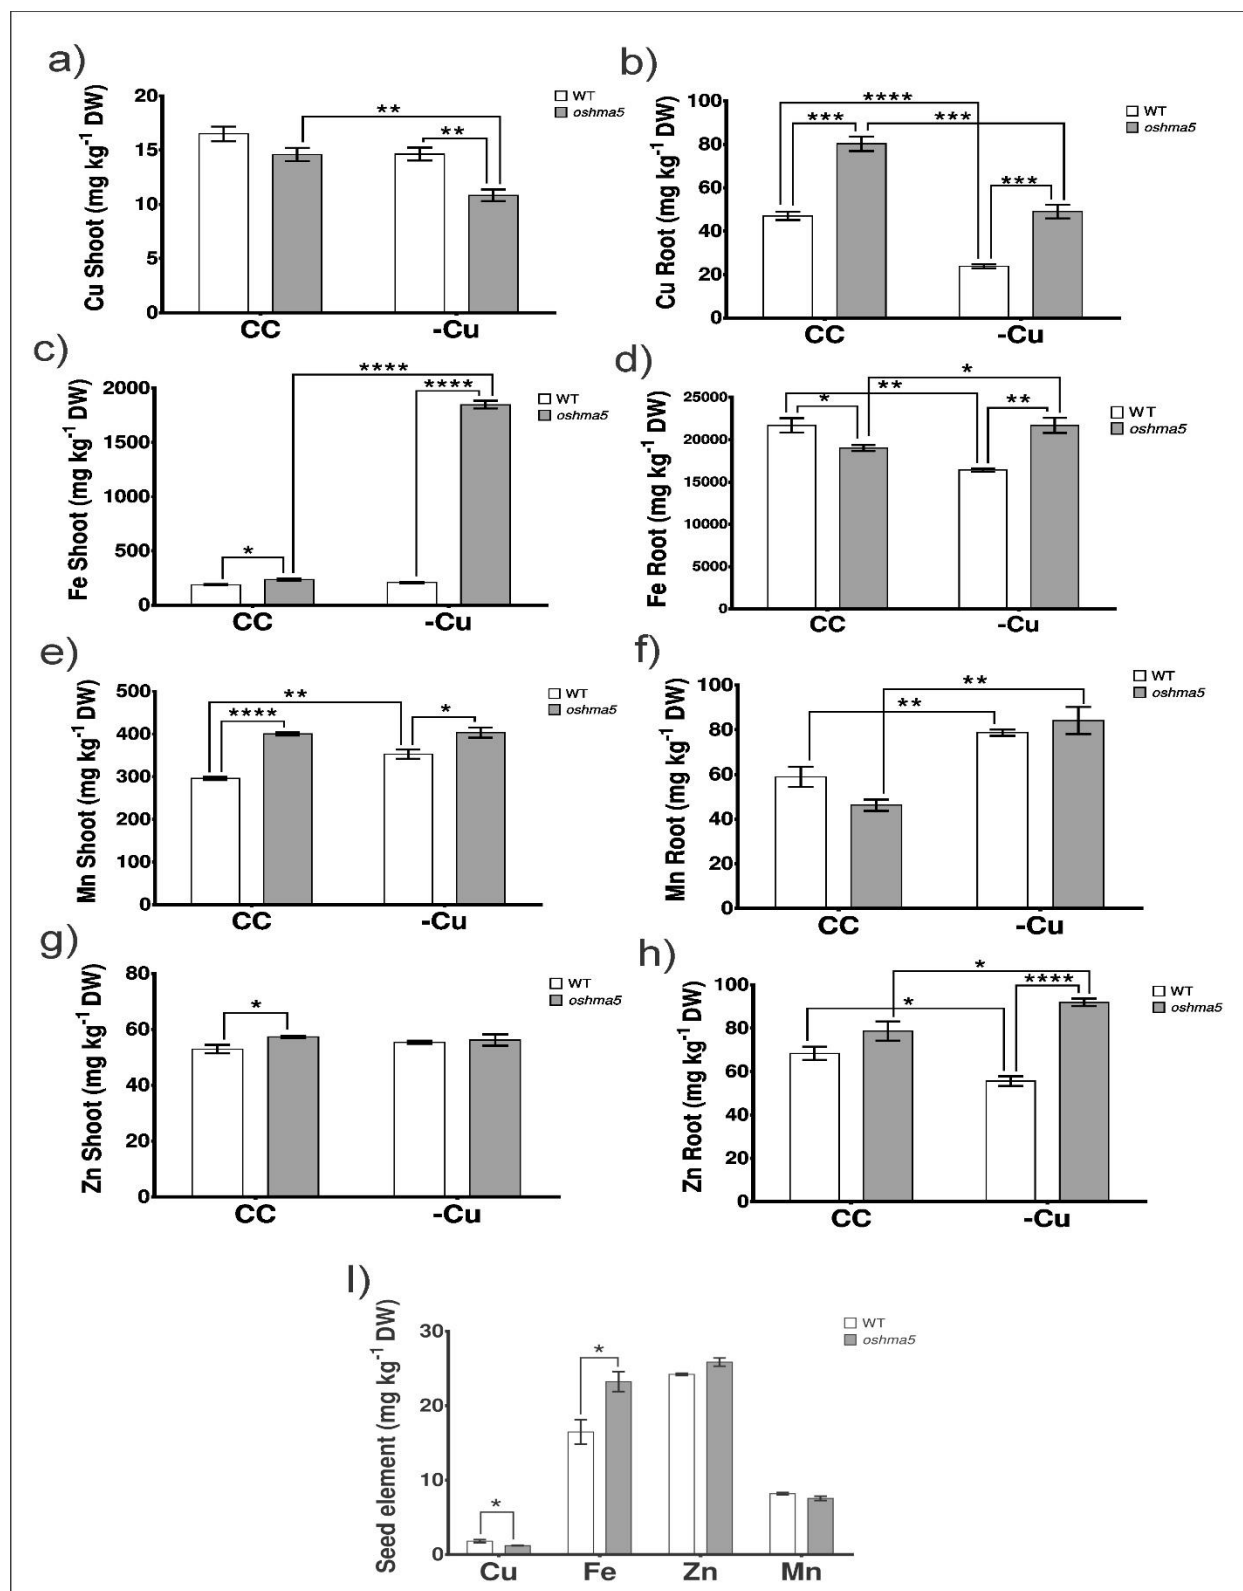 a)
Cu Shoot (mg kg⁻¹ DW)
20
15
10
5
0
**
**
WT
oshma5
CC -Cu
b)
Cu Root (mg kg⁻¹ DW)
100
80
60
40
20
0
****
*** ***
***
WT
oshma5
CC -Cu
c)
Fe Shoot (mg kg⁻¹ DW)
2000
1500
1000
500
0
****
****
*
WT
oshma5
CC -Cu
d)
Fe Root (mg kg⁻¹ DW)
25000
20000
15000
10000
5000
0
*
**
* **
WT
oshma5
CC -Cu
e)
Mn Shoot (mg kg⁻¹ DW)
500
400
300
200
100
0
**
**** *
WT
oshma5
CC -Cu
f)
Mn Root (mg kg⁻¹ DW)
100
80
60
40
20
0
**
**
WT
oshma5
CC -Cu
g)
Zn Shoot (mg kg⁻¹ DW)
80
60
40
20
0
*
WT
oshma5
CC -Cu
h)
Zn Root (mg kg⁻¹ DW)
100
80
60
40
20
0
*
* ****
WT
oshma5
CC -Cu
I)
Seed element (mg kg⁻¹ DW)
30
20
10
0
*
*
WT
oshma5
Cu Fe Zn Mn